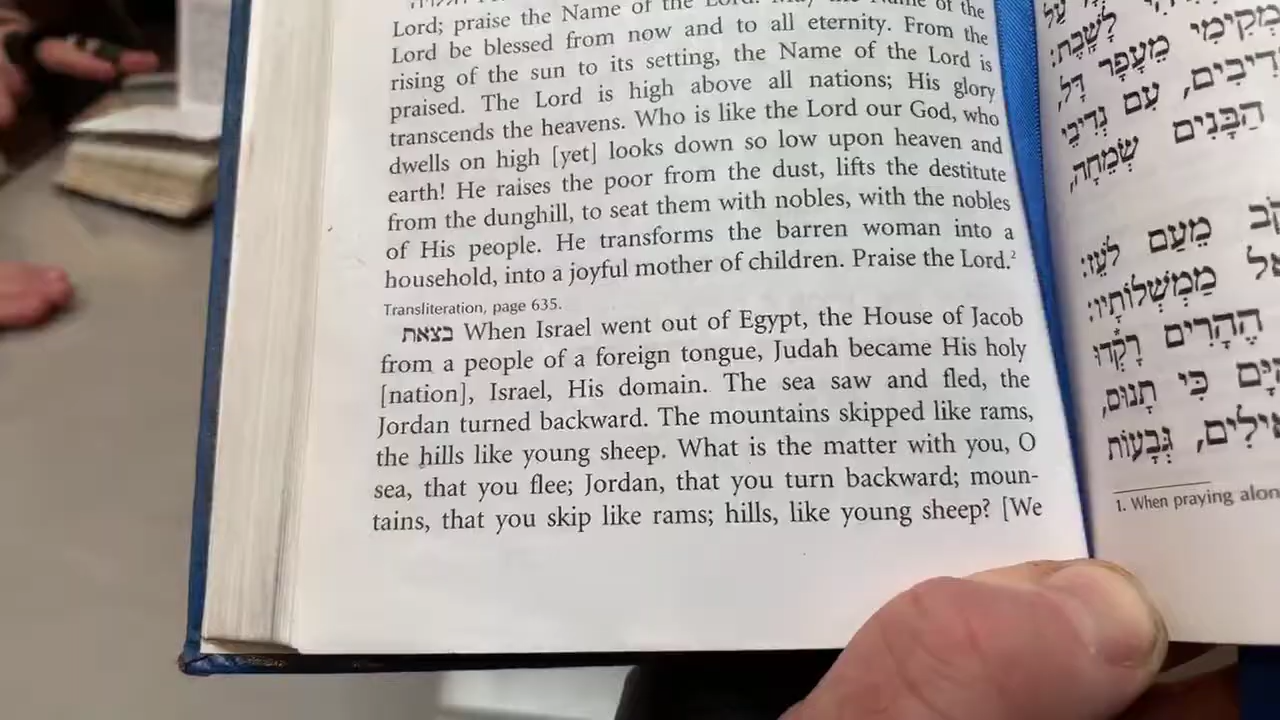 Lord; praise the Name of the Lord. May the Name of the
Lord be blessed from now and to all eternity. From the
rising of the sun to its setting, the Name of the Lord is
praised. The Lord is high above all nations; His glory
transcends the heavens. Who is like the Lord our God, who
dwells on high [yet] looks down so low upon heaven and
earth! He raises the poor from the dust, lifts the destitute
from the dunghill, to seat them with nobles, with the nobles
of His people. He transforms the barren woman into a
household, into a joyful mother of children. Praise the Lord.²
Transliteration, page 635.
בצאת When Israel went out of Egypt, the House of Jacob
from a people of a foreign tongue, Judah became His holy
[nation], Israel, His domain. The sea saw and fled, the
Jordan turned backward. The mountains skipped like rams,
the hills like young sheep. What is the matter with you, O
sea, that you flee; Jordan, that you turn backward; moun-
tains, that you skip like rams; hills, like young sheep? [We
לָשָׁבֶת:
מְקִימִי מֵעָפָר דָּל,
עִם נְדִיבֵי
הַבָּנִים שְׂמֵחָה,
מֵעַם לֹעֵז:
מַמְשְׁלוֹתָיו:
הֶהָרִים רָקְדוּ
כִּי תָנוּס,
גְּבָעוֹת
1. When praying alon